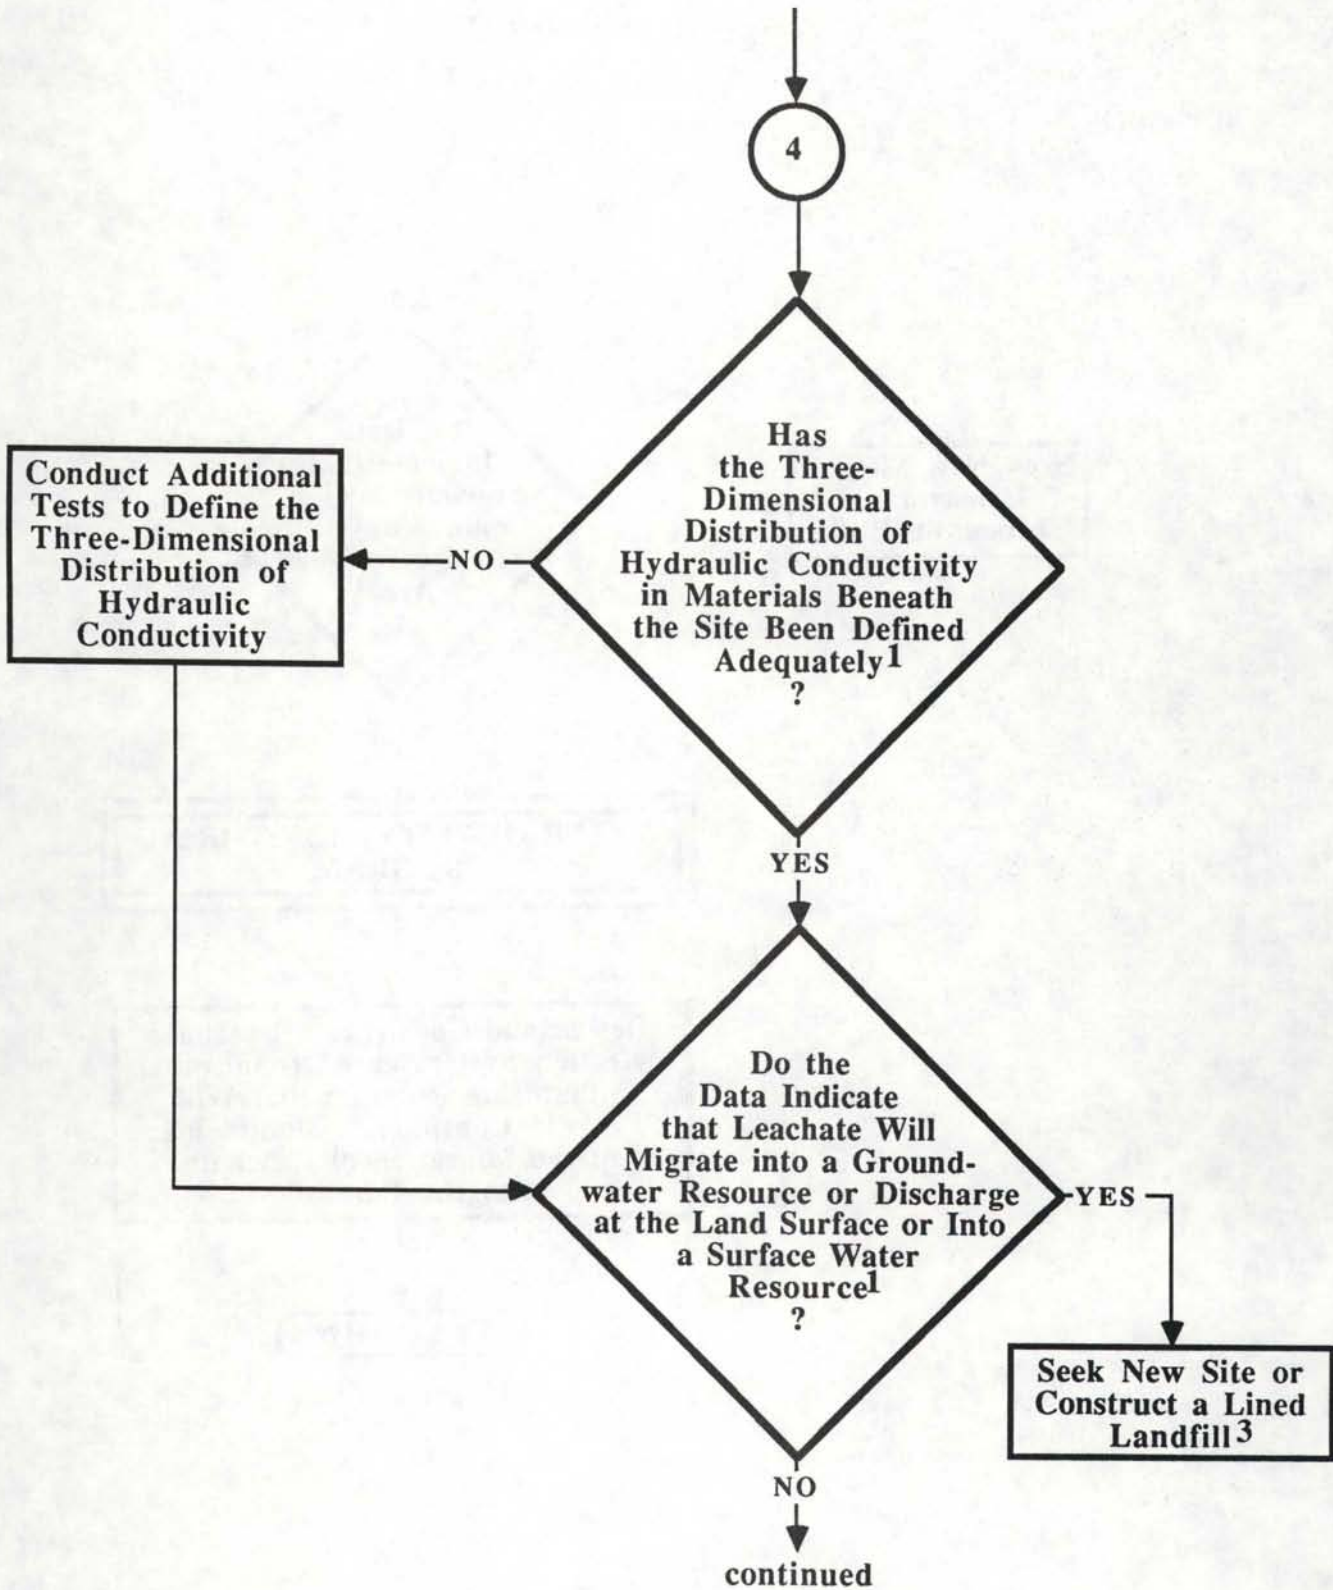 4
Has
the Three-
Dimensional
Distribution of
Hydraulic Conductivity
in Materials Beneath
the Site Been Defined
Adequately1
?
NO
Conduct Additional
Tests to Define the
Three-Dimensional
Distribution of
Hydraulic
Conductivity
YES
Do the
Data Indicate
that Leachate Will
Migrate into a Ground-
water Resource or Discharge
at the Land Surface or Into
a Surface Water
Resource1
?
YES
Seek New Site or
Construct a Lined
Landfill3
NO
continued